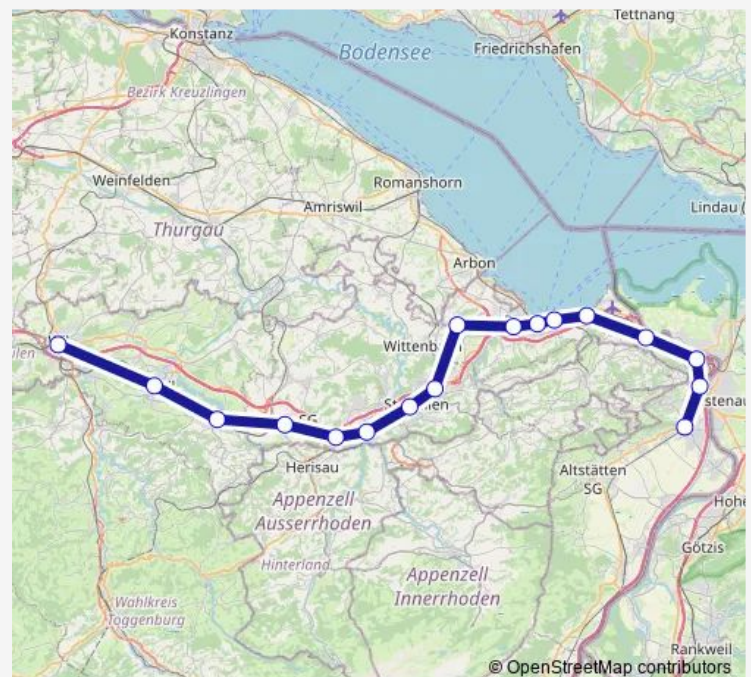 Tettnang
Konstanz
Bodensee
Friedrichshafen
Bezirk Kreuzlingen
Weinfelden
Romanshorn
Amriswil
Lindau (
Thurgau
Arbon
Wittenb
SG
Herisau
Altstätten
SG
Appenzell
Ausserrhoden
Hohe
Götzis
Hinterland
Appenzell
Innerrhoden
Wahlkreis
Toggenburg
Rankweil
© OpenStreetMap contributors